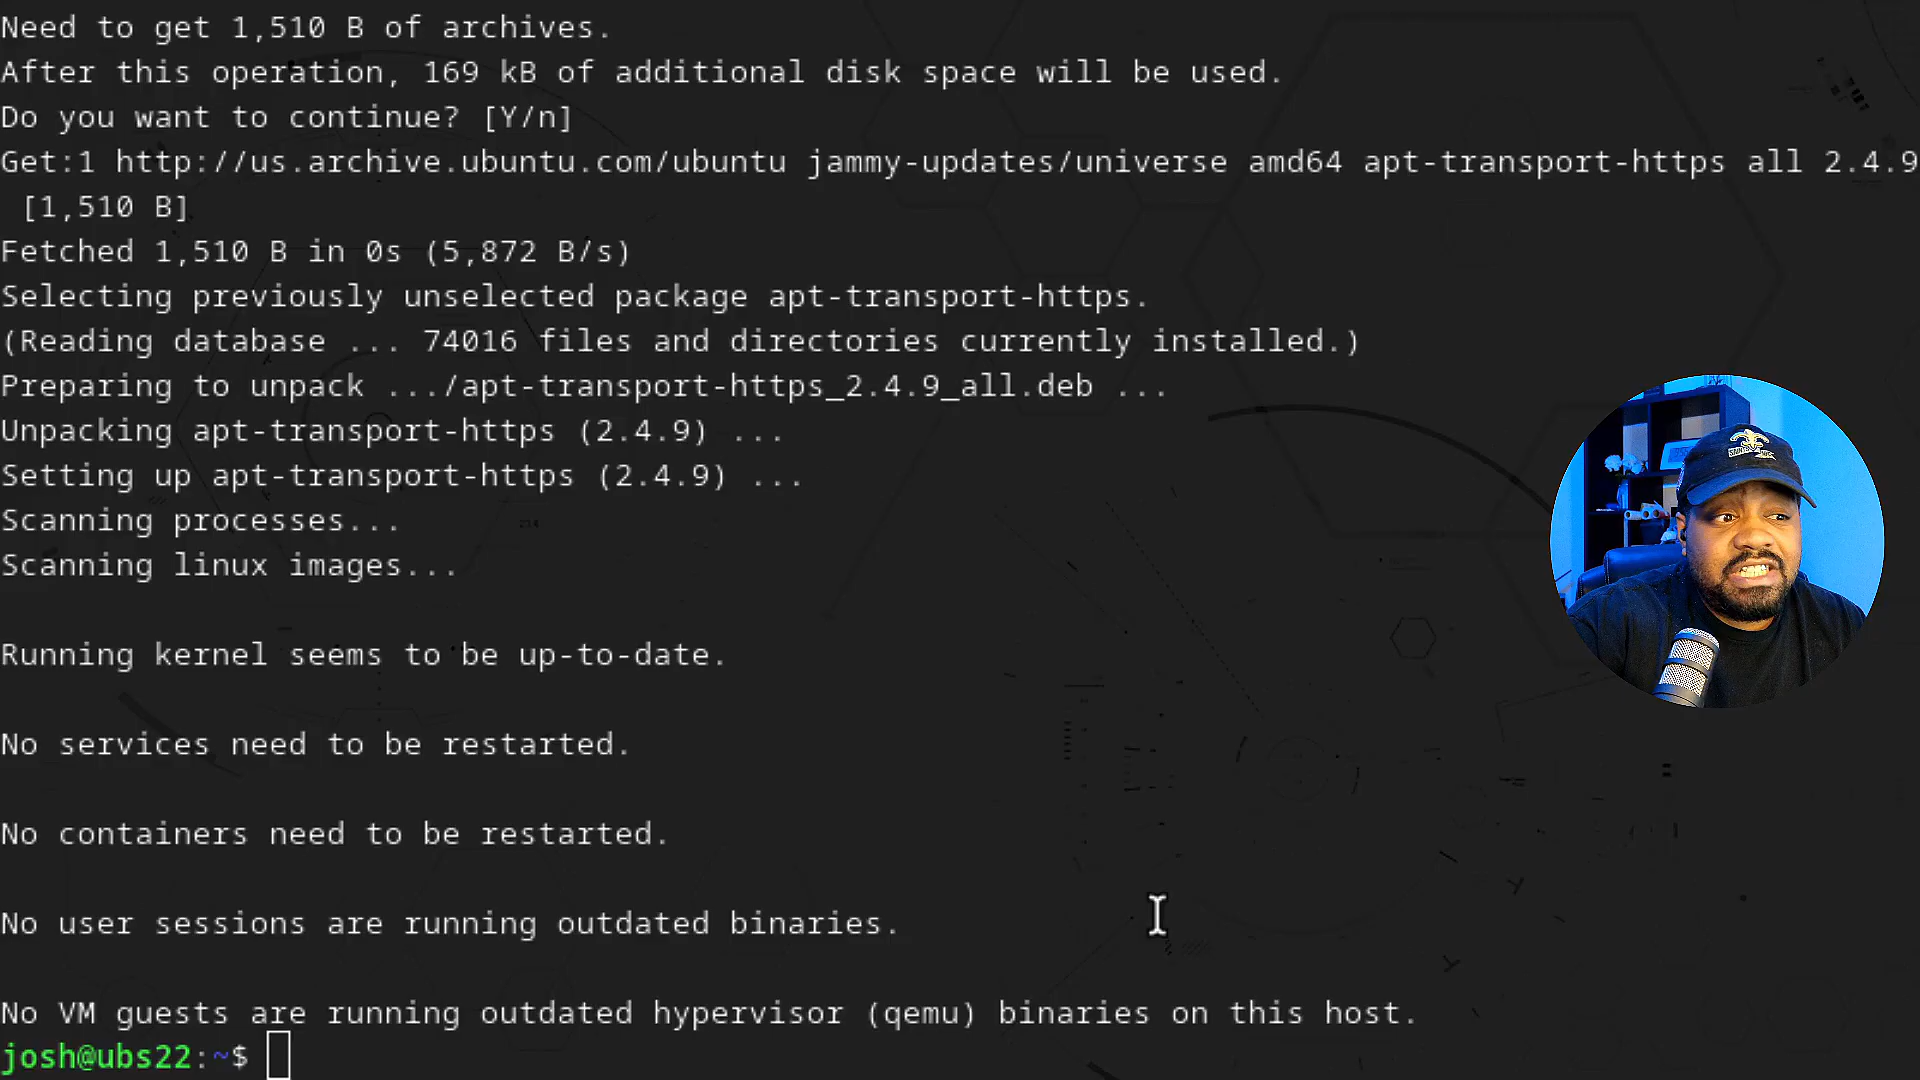 Need to get 1,510 B of archives.
After this operation, 169 kB of additional disk space will be used.
Do you want to continue? [Y/n]
Get:1 http://us.archive.ubuntu.com/ubuntu jammy-updates/universe amd64 apt-transport-https all 2.4.9
 [1,510 B]
Fetched 1,510 B in 0s (5,872 B/s)
Selecting previously unselected package apt-transport-https.
(Reading database ... 74016 files and directories currently installed.)
Preparing to unpack .../apt-transport-https_2.4.9_all.deb ...
Unpacking apt-transport-https (2.4.9) ...
Setting up apt-transport-https (2.4.9) ...
Scanning processes...
Scanning linux images...
Running kernel seems to be up-to-date.
No services need to be restarted.
No containers need to be restarted.
No user sessions are running outdated binaries.
No VM guests are running outdated hypervisor (qemu) binaries on this host.
josh@ubs22:~$